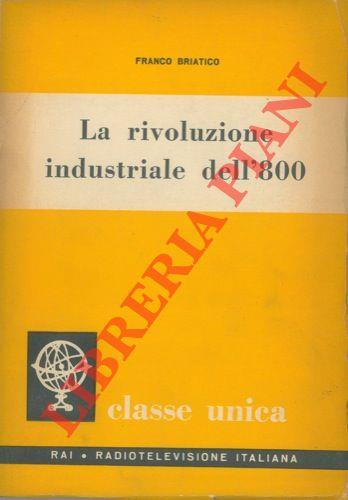 FRANCO BRIATICO
La rivoluzione
industriale dell'800
LIBRERIA PIANI
classe unica
RAI • RADIOTELEVISIONE ITALIANA